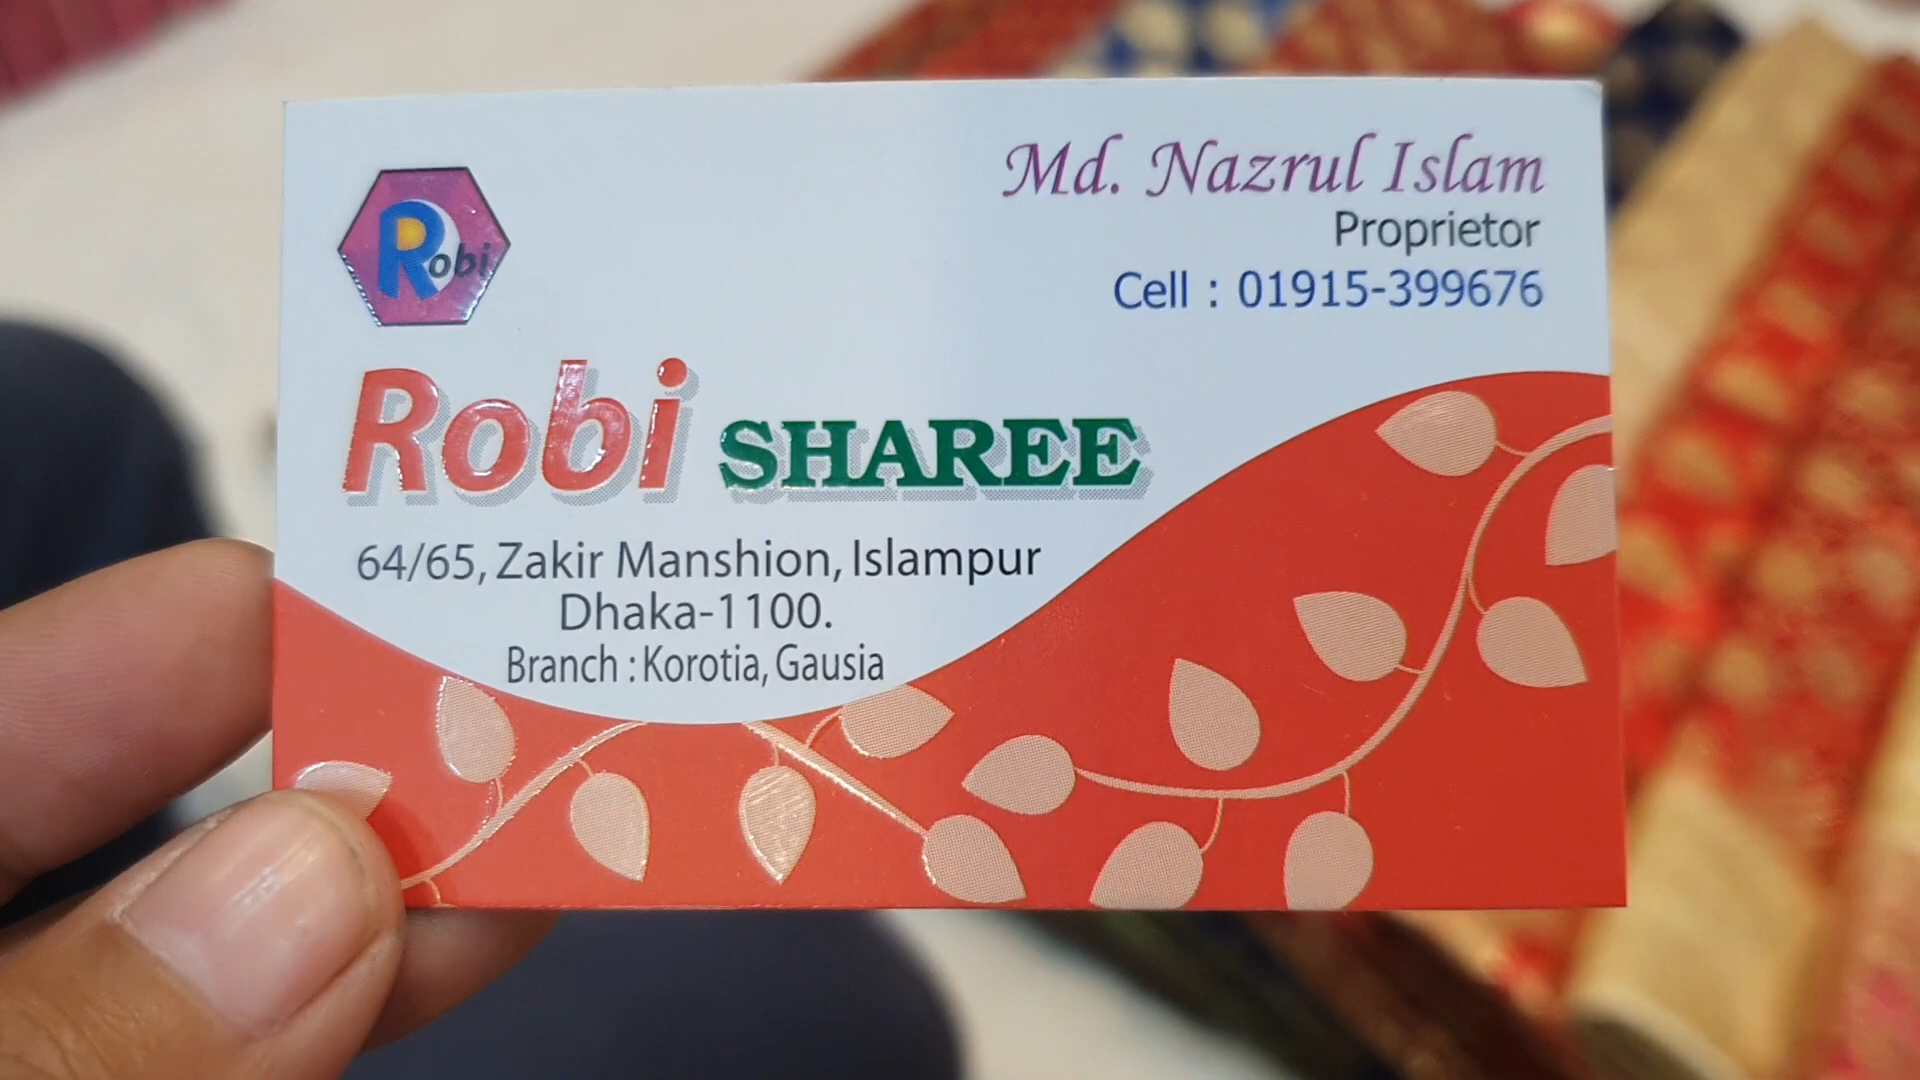 Robi
Md. Nazrul Islam
Proprietor
Cell : 01915-399676
Robi SHAREE
64/65, Zakir Manshion, Islampur
Dhaka-1100.
Branch : Korotia, Gausia